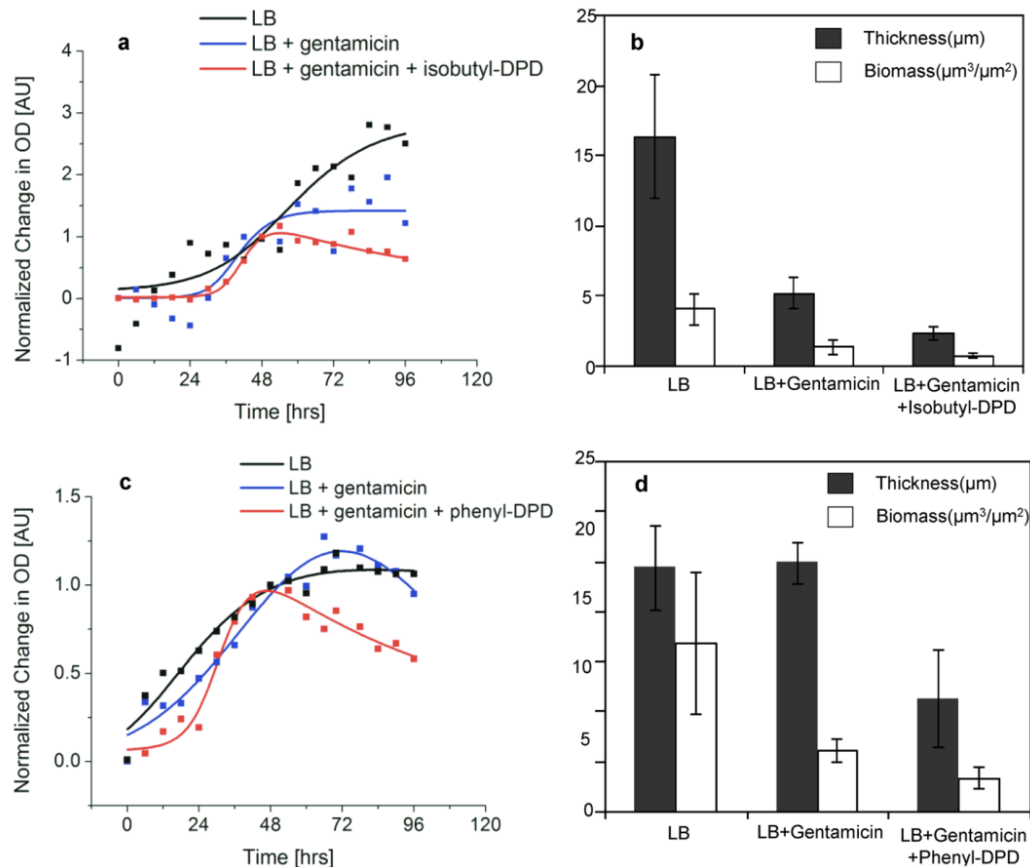 a
LB
LB + gentamicin
LB + gentamicin + isobutyl-DPD
Normalized Change in OD [AU]
4
3
2
1
0
-1
0 24 48 72 96 120
Time [hrs]
b
Thickness(µm)
Biomass(µm³/µm²)
25
20
15
10
5
0
LB
LB+Gentamicin
LB+Gentamicin
+Isobutyl-DPD
c
LB
LB + gentamicin
LB + gentamicin + phenyl-DPD
Normalized Change in OD [AU]
1.5
1.0
0.5
0.0
0 24 48 72 96 120
Time [hrs]
d
Thickness(µm)
Biomass(µm³/µm²)
25
20
15
10
5
0
LB
LB+Gentamicin
LB+Gentamicin
+Phenyl-DPD